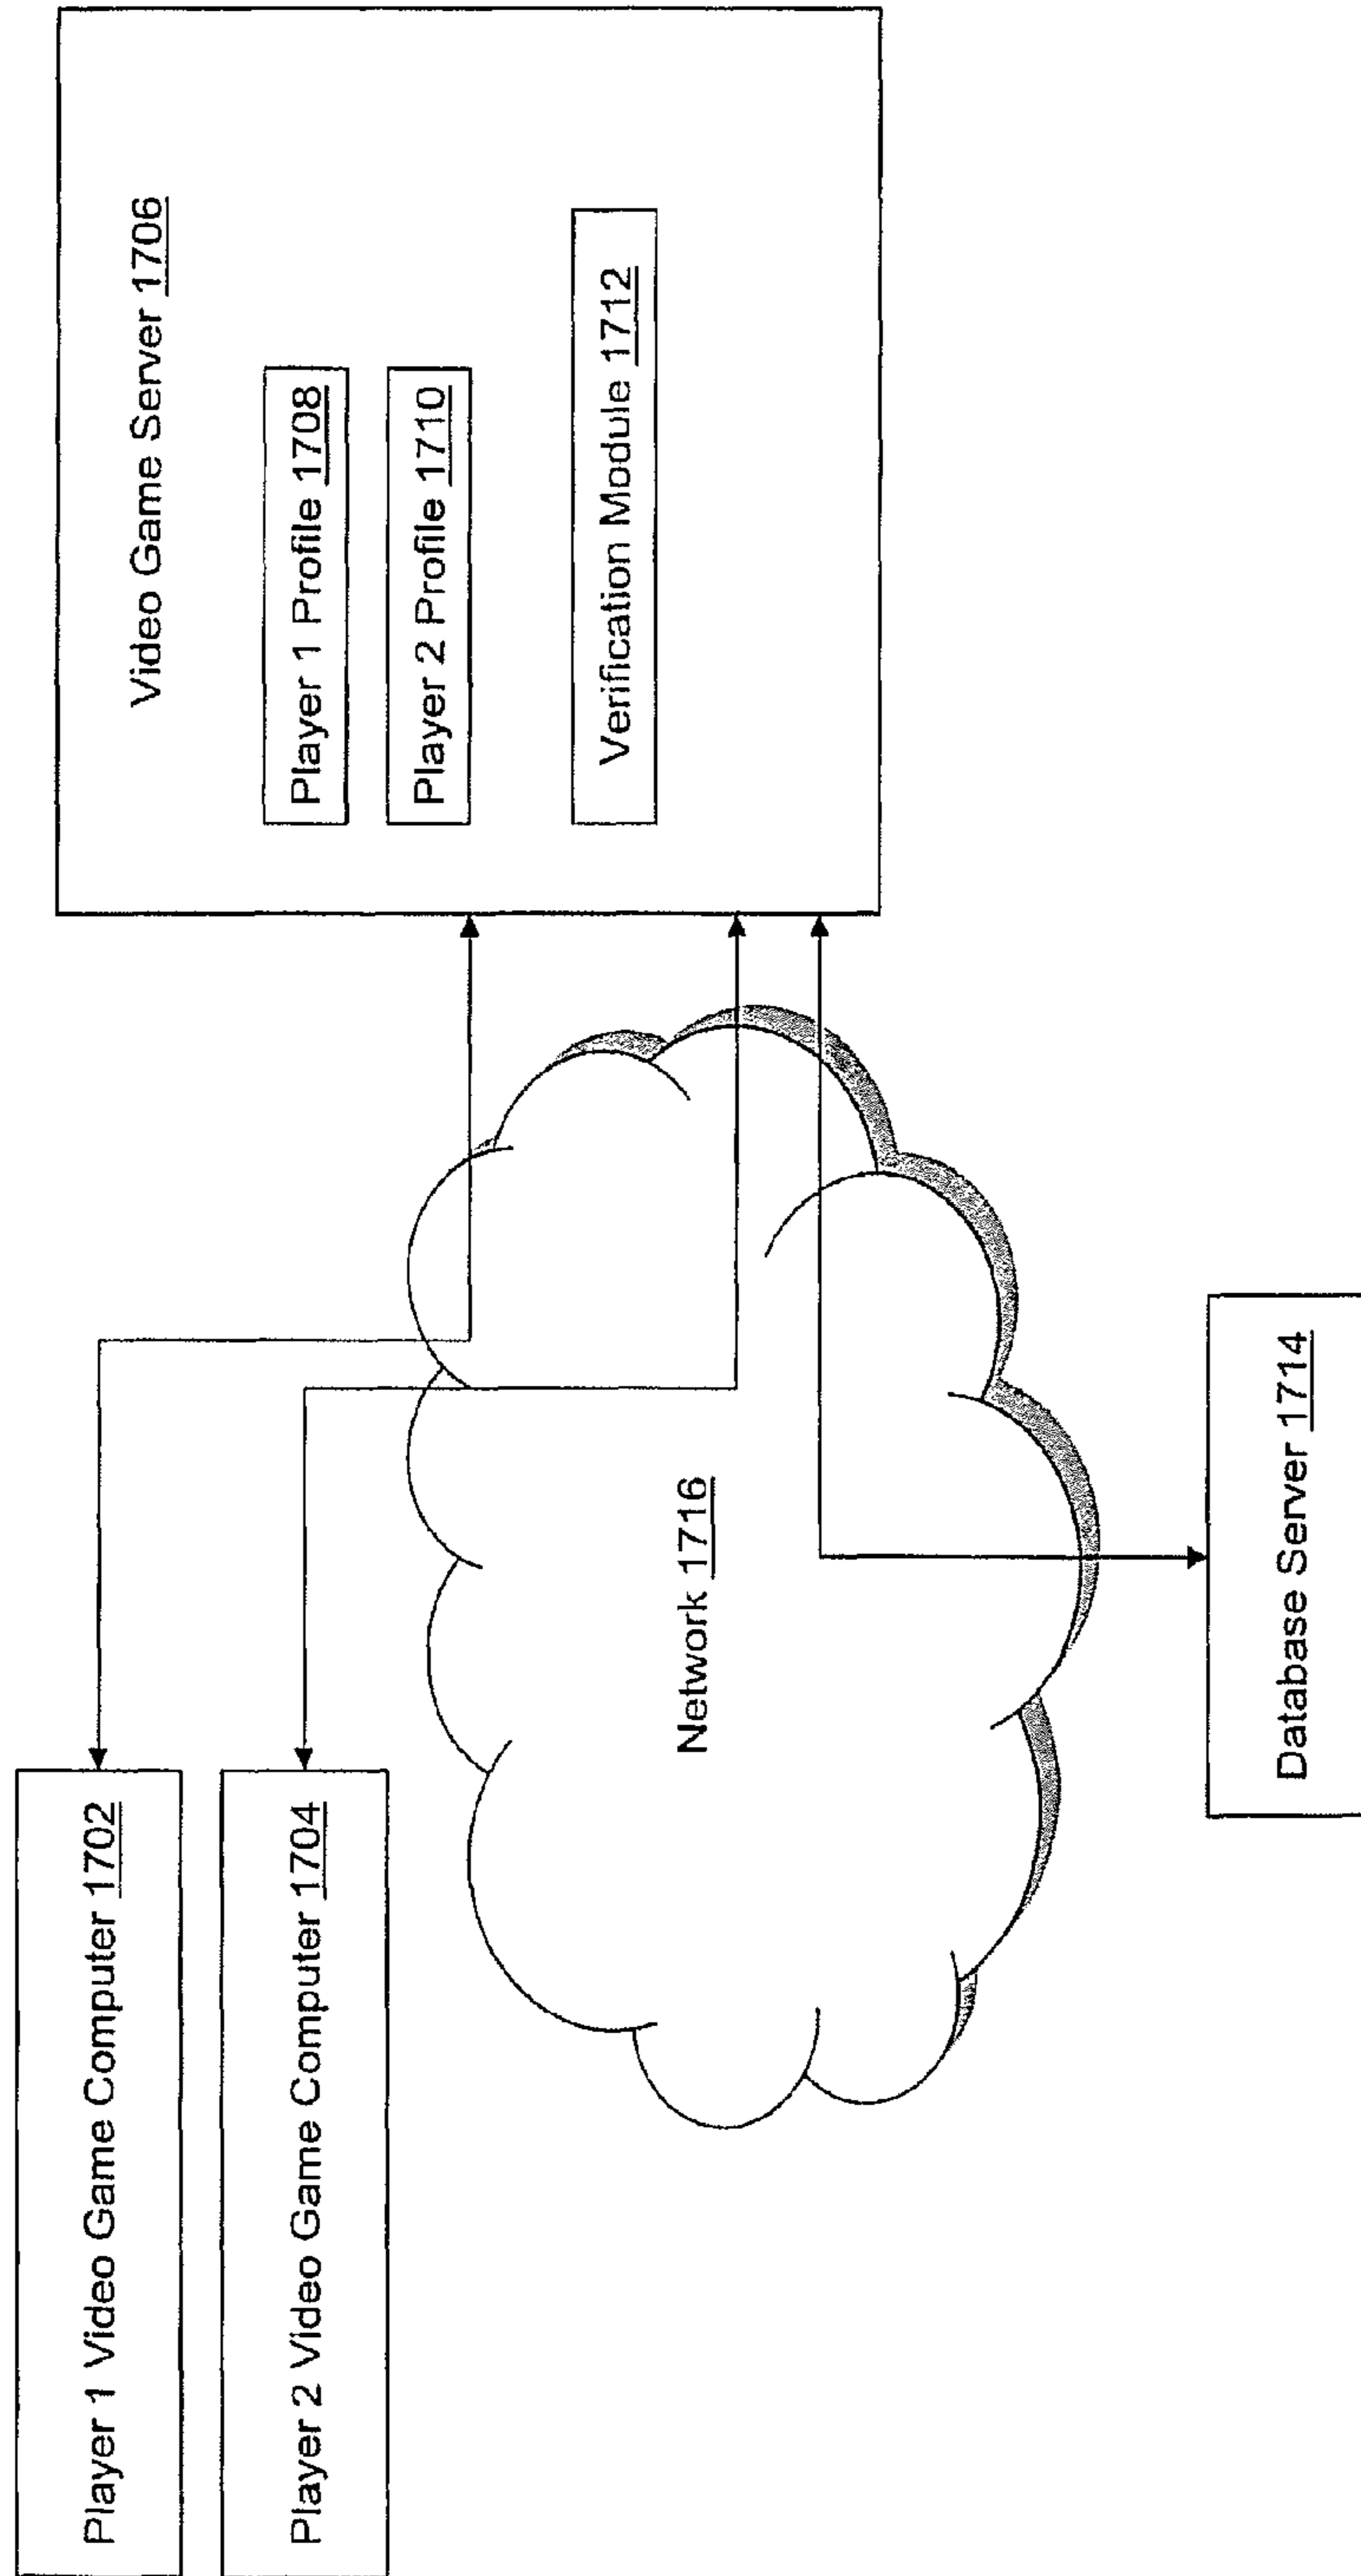 Player 1 Video Game Computer 1702
Player 2 Video Game Computer 1704
Network 1716
Database Server 1714
Video Game Server 1706
Player 1 Profile 1708
Player 2 Profile 1710
Verification Module 1712